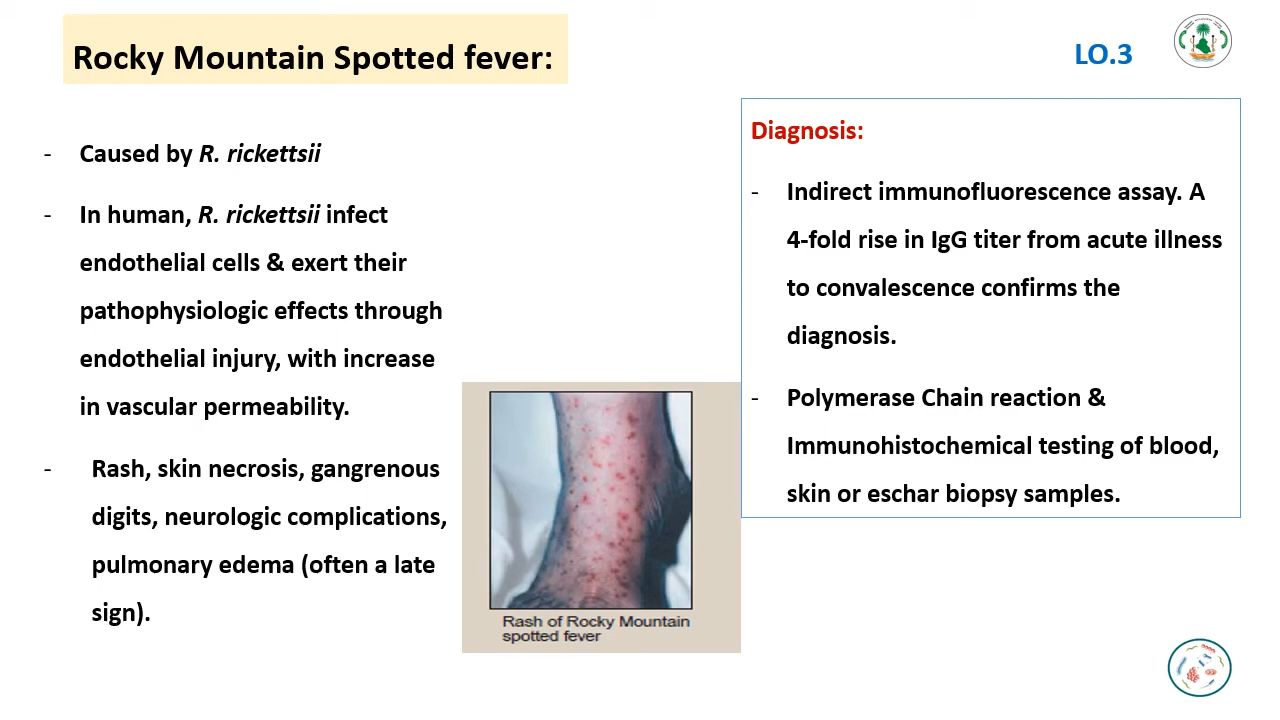 Rocky Mountain Spotted fever:
LO.3
- Caused by R. rickettsii
- In human, R. rickettsii infect
endothelial cells & exert their
pathophysiologic effects through
endothelial injury, with increase
in vascular permeability.
- Rash, skin necrosis, gangrenous
digits, neurologic complications,
pulmonary edema (often a late
sign).
Rash of Rocky Mountain
spotted fever
Diagnosis:
- Indirect immunofluorescence assay. A
4-fold rise in IgG titer from acute illness
to convalescence confirms the
diagnosis.
- Polymerase Chain reaction &
Immunohistochemical testing of blood,
skin or eschar biopsy samples.